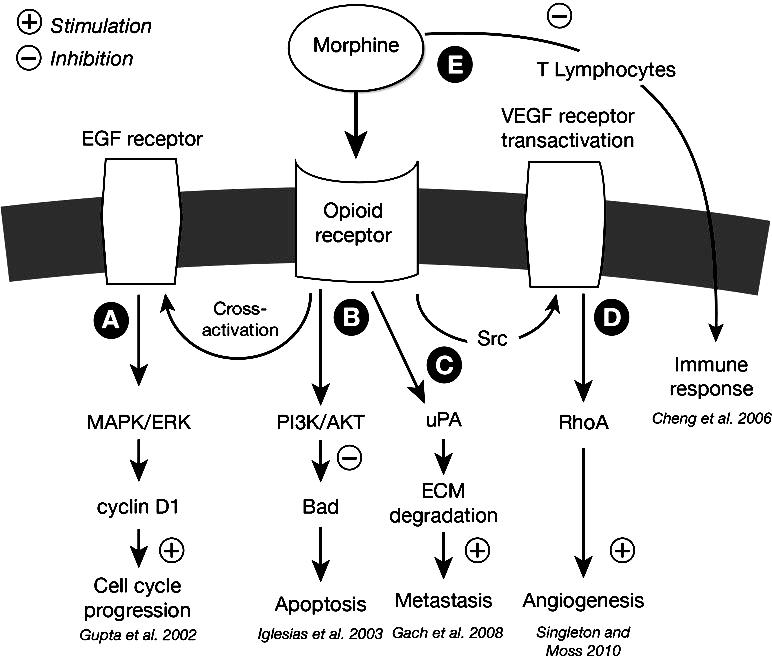 + Stimulation
− Inhibition
Morphine
−
E
T Lymphocytes
EGF receptor
VEGF receptor
transactivation
Opioid
receptor
A
Cross-
activation
B
C
Src
D
Immune
response
Cheng et al. 2006
MAPK/ERK
PI3K/AKT
uPA
RhoA
−
cyclin D1
Bad
ECM
degradation
+
+
+
Cell cycle
progression
Gupta et al. 2002
Apoptosis
Iglesias et al. 2003
Metastasis
Gach et al. 2008
Angiogenesis
Singleton and
Moss 2010